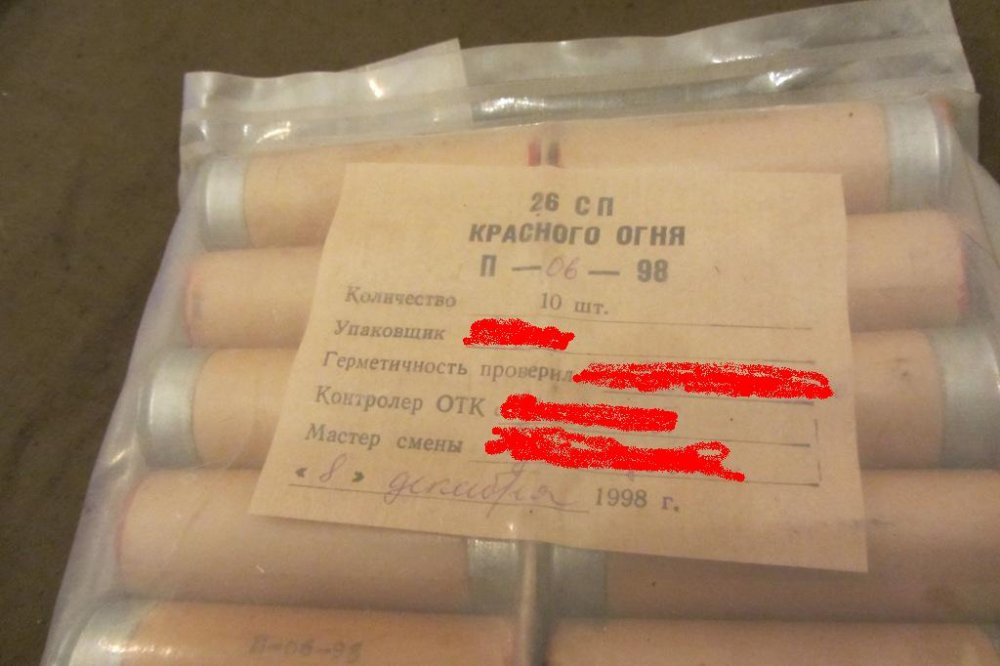 26 СП
КРАСНОГО ОГНЯ
П — 06 — 98
Количество 10 шт.
Упаковщик
Герметичность проверил
Контролер ОТК
Мастер смены
« 8 » декабря 1998 г.
П-06-98